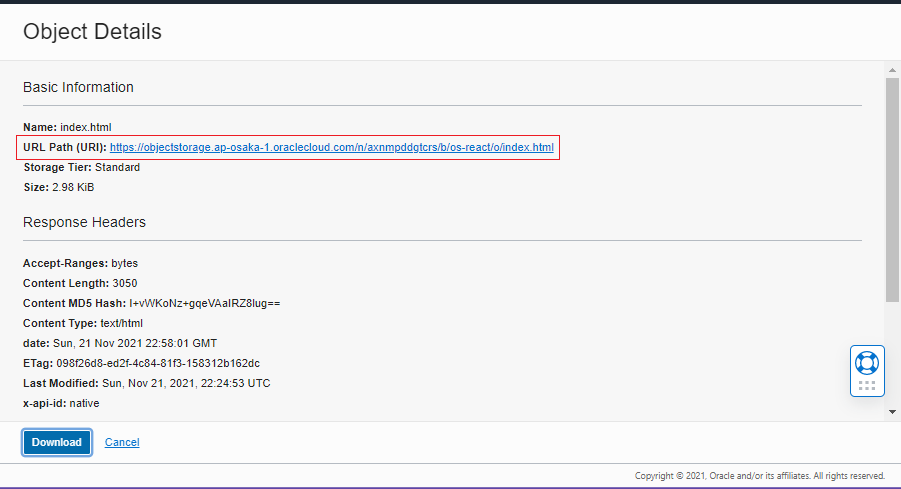 Object Details
Basic Information
Name: index.html
URL Path (URI): https://objectstorage.ap-osaka-1.oraclecloud.com/n/axnmpddgtcrs/b/os-react/o/index.html
Storage Tier: Standard
Size: 2.98 KiB
Response Headers
Accept-Ranges: bytes
Content Length: 3050
Content MD5 Hash: I+vWKoNz+gqeVAaIRZ8Iug==
Content Type: text/html
date: Sun, 21 Nov 2021 22:58:01 GMT
ETag: 098f26d8-ed2f-4c84-81f3-158312b162dc
Last Modified: Sun, Nov 21, 2021, 22:24:53 UTC
x-api-id: native
Download Cancel
Copyright © 2021, Oracle and/or its affiliates. All rights reserved.